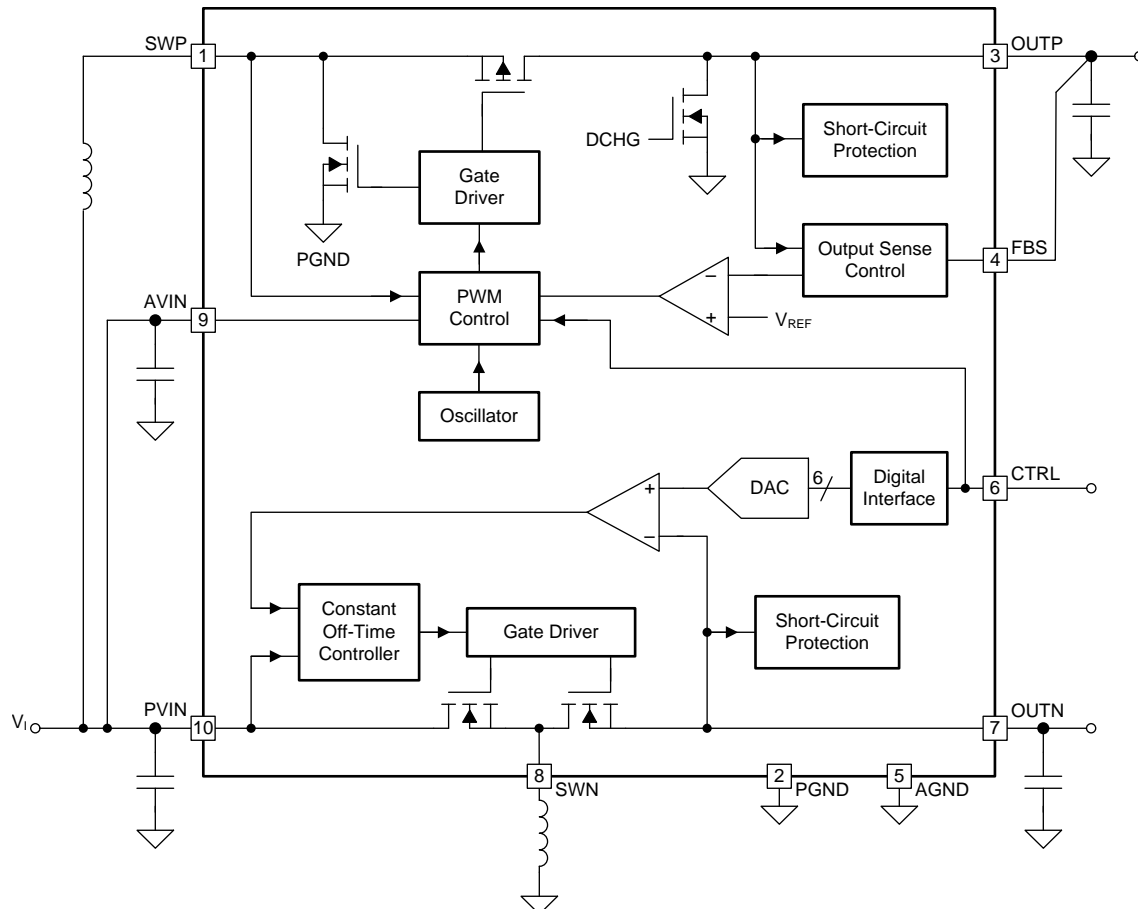 SWP
1
3
OUTP
DCHG
Short-Circuit
Protection
Gate
Driver
PGND
Output Sense
Control
4
FBS
AVIN
9
PWM
Control
−
+
VREF
Oscillator
DAC
6
Digital
Interface
6
CTRL
+
−
Constant
Off-Time
Controller
Gate Driver
Short-Circuit
Protection
VI
PVIN
10
7
OUTN
8
SWN
2
PGND
5
AGND